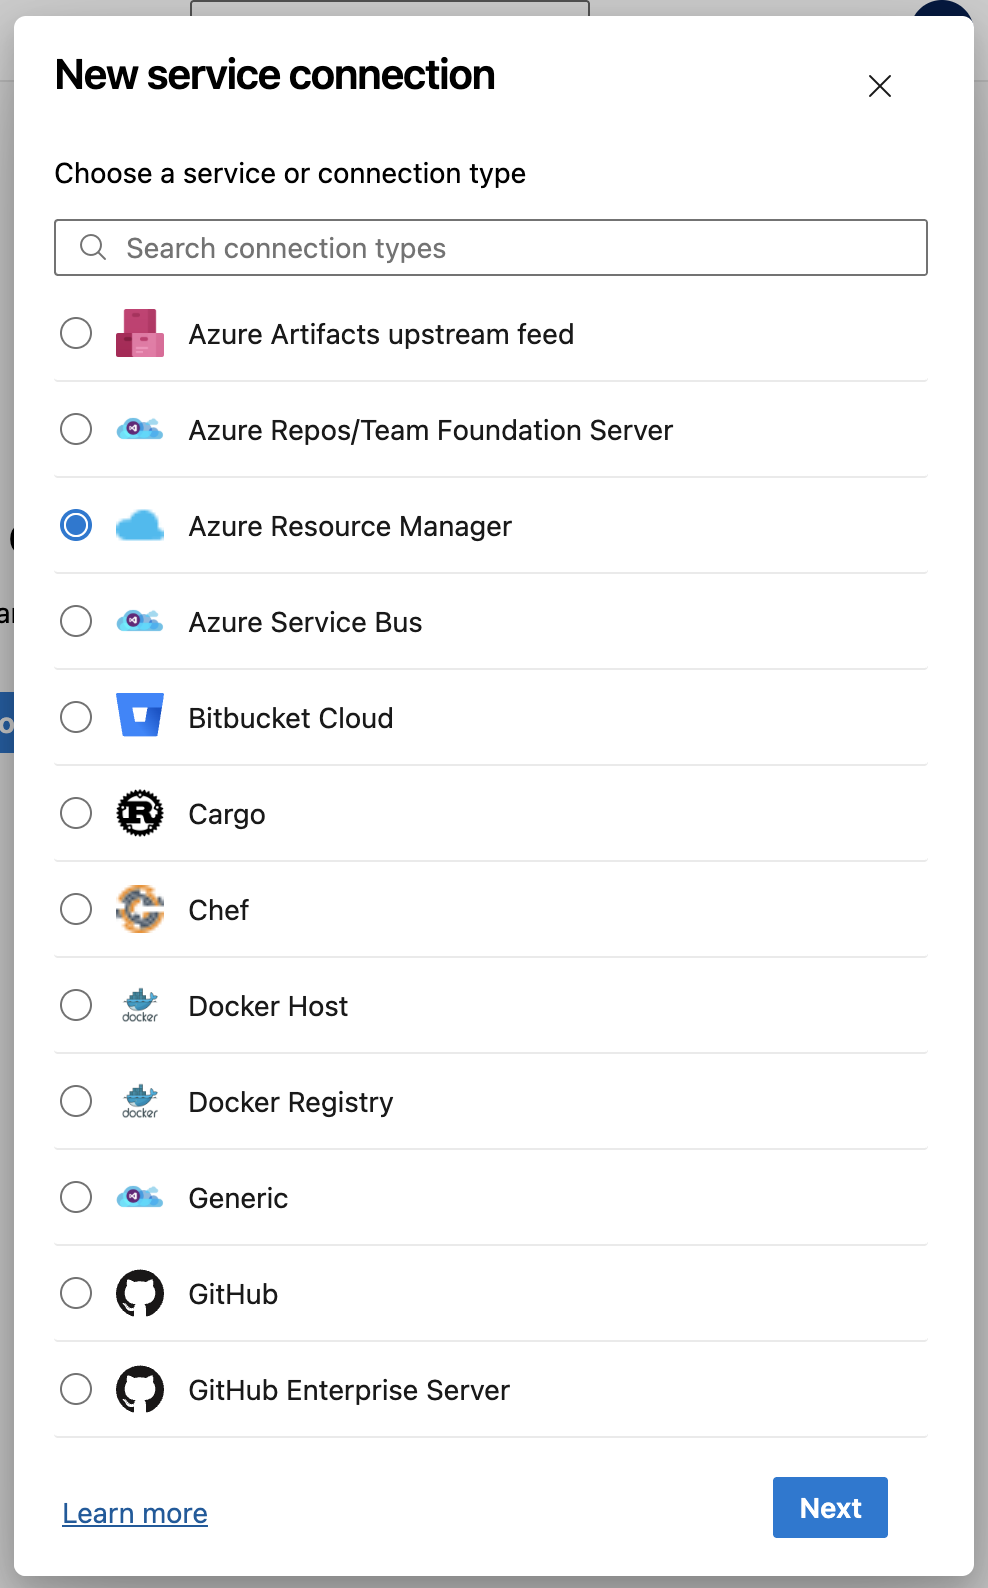 New service connection
Choose a service or connection type
Search connection types
Azure Artifacts upstream feed
Azure Repos/Team Foundation Server
Azure Resource Manager
Azure Service Bus
Bitbucket Cloud
Cargo
Chef
docker Docker Host
docker Docker Registry
Generic
GitHub
GitHub Enterprise Server
Learn more
Next